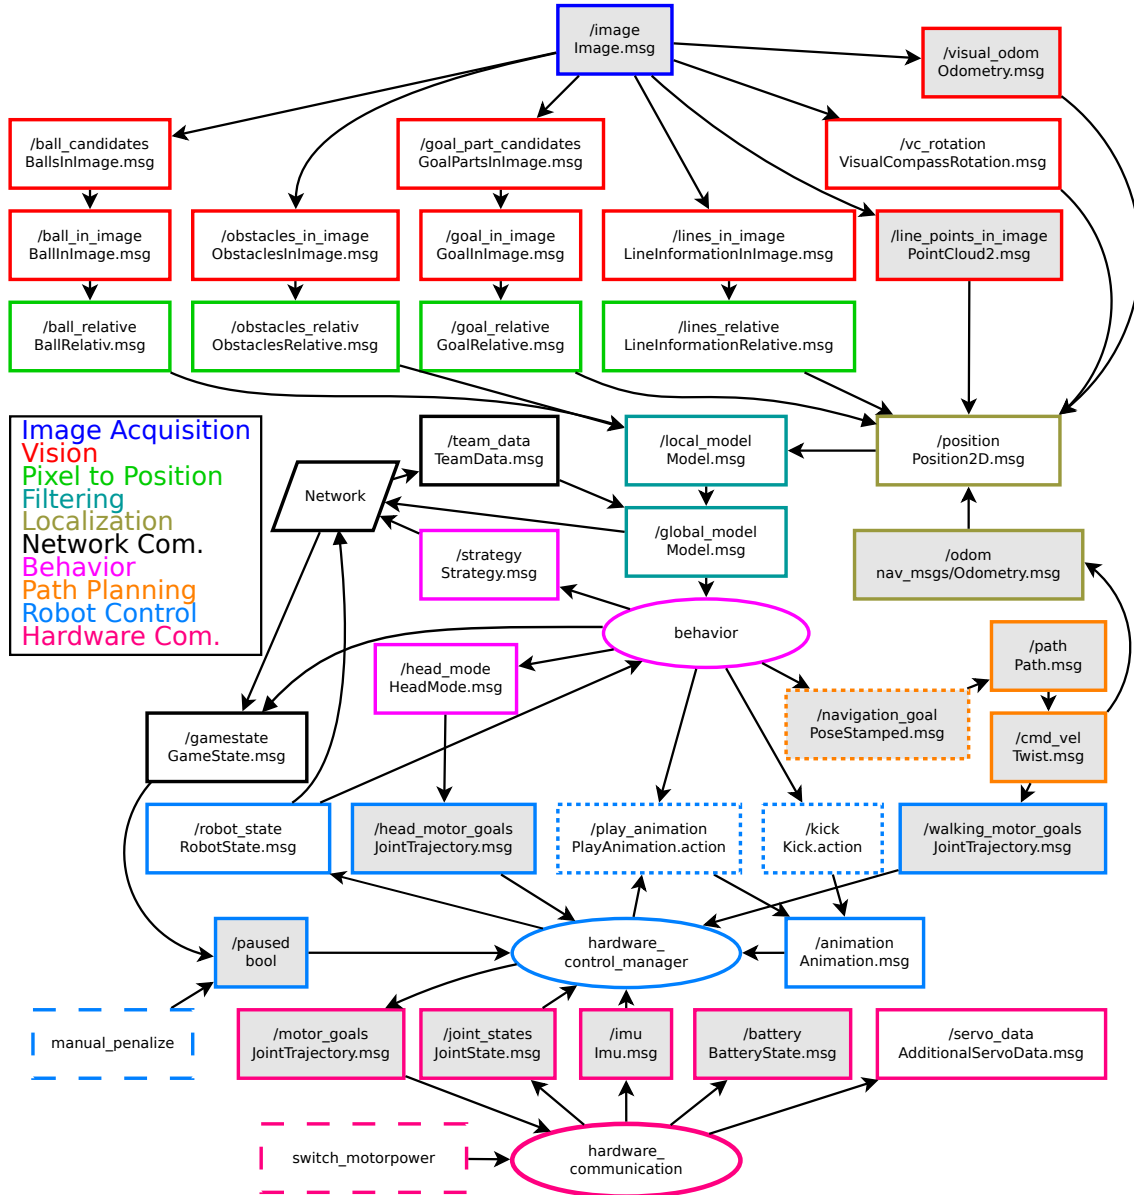 /image
Image.msg
/visual_odom
Odometry.msg
/ball_candidates
BallsInImage.msg
/goal_part_candidates
GoalPartsInImage.msg
/vc_rotation
VisualCompassRotation.msg
/ball_in_image
BallInImage.msg
/obstacles_in_image
ObstaclesInImage.msg
/goal_in_image
GoalInImage.msg
/lines_in_image
LineInformationInImage.msg
/line_points_in_image
PointCloud2.msg
/ball_relative
BallRelativ.msg
/obstacles_relativ
ObstaclesRelative.msg
/goal_relative
GoalRelative.msg
/lines_relative
LineInformationRelative.msg
Image Acquisition
Vision
Pixel to Position
Filtering
Localization
Network Com.
Behavior
Path Planning
Robot Control
Hardware Com.
/team_data
TeamData.msg
/local_model
Model.msg
/position
Position2D.msg
Network
/strategy
Strategy.msg
/global_model
Model.msg
/odom
nav_msgs/Odometry.msg
behavior
/head_mode
HeadMode.msg
/path
Path.msg
/gamestate
GameState.msg
/navigation_goal
PoseStamped.msg
/cmd_vel
Twist.msg
/robot_state
RobotState.msg
/head_motor_goals
JointTrajectory.msg
/play_animation
PlayAnimation.action
/kick
Kick.action
/walking_motor_goals
JointTrajectory.msg
/paused
bool
hardware_
control_manager
/animation
Animation.msg
manual_penalize
/motor_goals
JointTrajectory.msg
/joint_states
JointState.msg
/imu
Imu.msg
/battery
BatteryState.msg
/servo_data
AdditionalServoData.msg
switch_motorpower
hardware_
communication